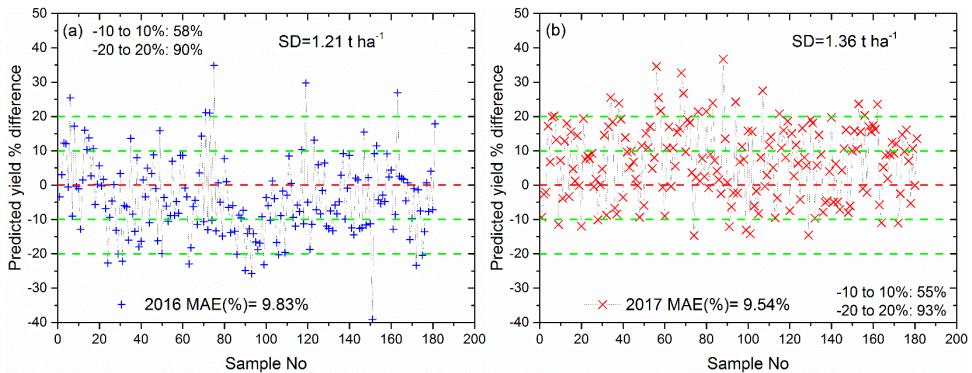 (a)
-10 to 10%: 58%
-20 to 20%: 90%
SD=1.21 t ha⁻¹
50
40
30
20
10
0
-10
-20
-30
-40
Predicted yield % difference
2016 MAE(%)= 9.83%
0 20 40 60 80 100 120 140 160 180 200
Sample No
(b)
SD=1.36 t ha⁻¹
50
40
30
20
10
0
-10
-20
-30
-40
Predicted yield % difference
2017 MAE(%)= 9.54%
-10 to 10%: 55%
-20 to 20%: 93%
0 20 40 60 80 100 120 140 160 180 200
Sample No